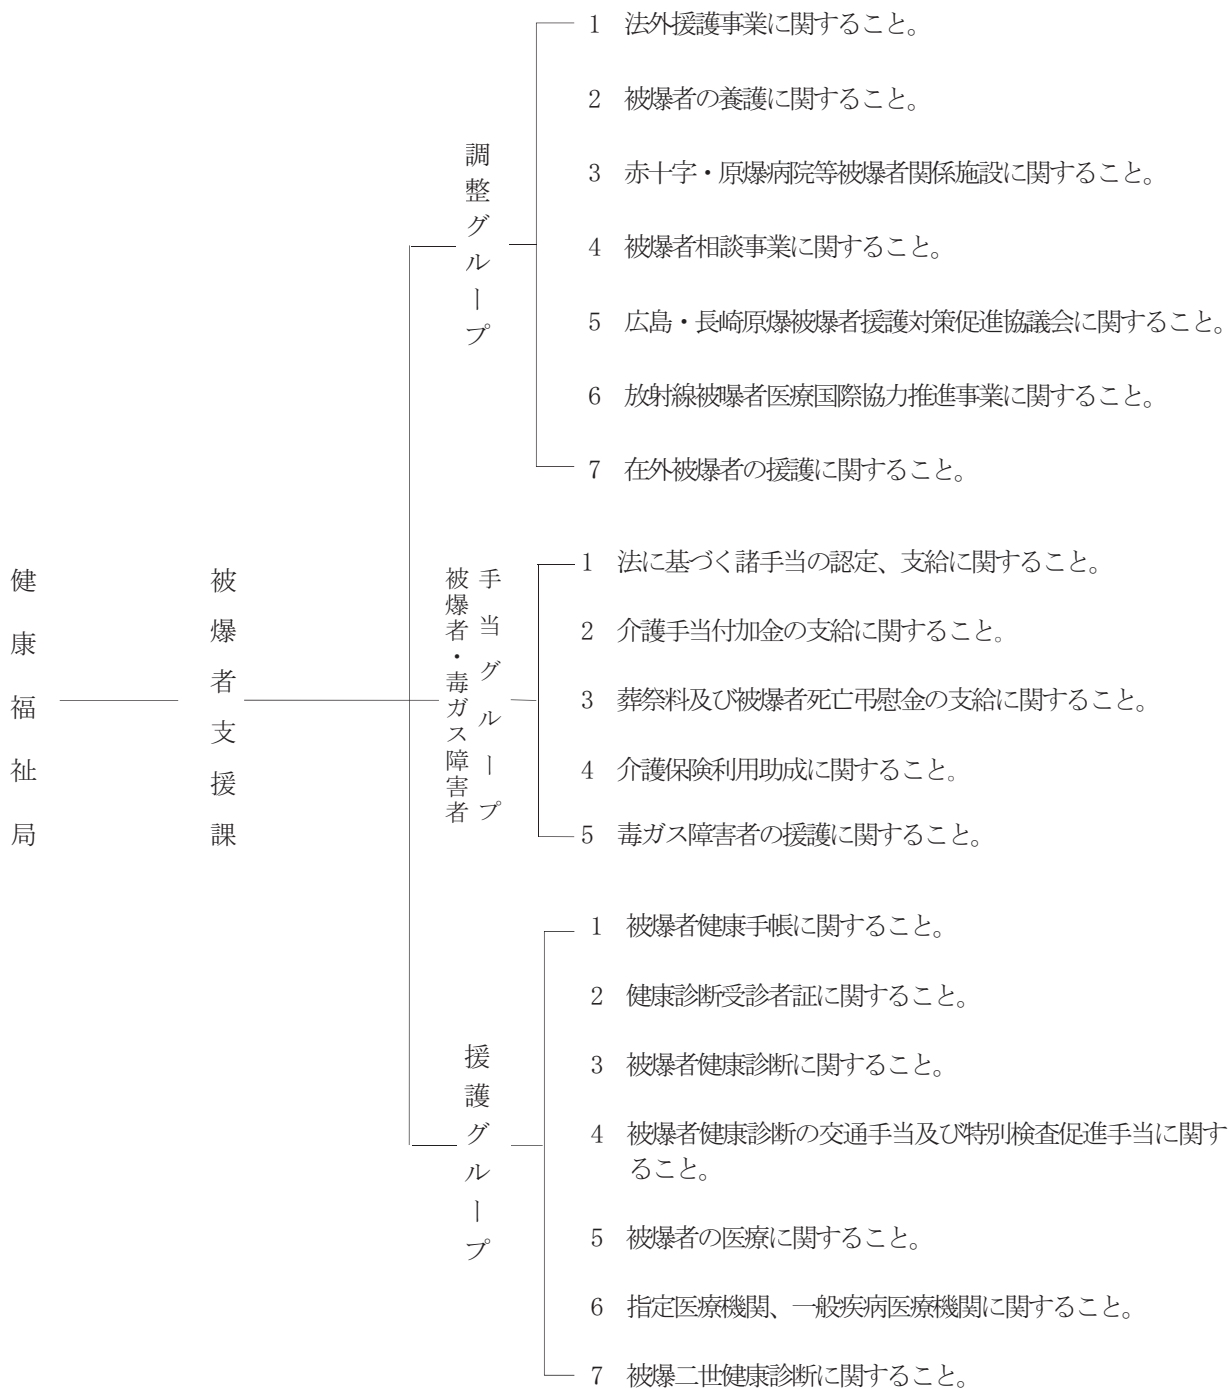 健康福祉局
被爆者支援課
調整グループ
1 法外援護事業に関すること。
2 被爆者の養護に関すること。
3 赤十字・原爆病院等被爆者関係施設に関すること。
4 被爆者相談事業に関すること。
5 広島・長崎原爆被爆者援護対策促進協議会に関すること。
6 放射線被曝者医療国際協力推進事業に関すること。
7 在外被爆者の援護に関すること。
被爆者・毒ガス障害者
手当グループ
1 法に基づく諸手当の認定、支給に関すること。
2 介護手当付加金の支給に関すること。
3 葬祭料及び被爆者死亡弔慰金の支給に関すること。
4 介護保険利用助成に関すること。
5 毒ガス障害者の援護に関すること。
援護グループ
1 被爆者健康手帳に関すること。
2 健康診断受診者証に関すること。
3 被爆者健康診断に関すること。
4 被爆者健康診断の交通手当及び特別検査促進手当に関す
ること。
5 被爆者の医療に関すること。
6 指定医療機関、一般疾病医療機関に関すること。
7 被爆二世健康診断に関すること。